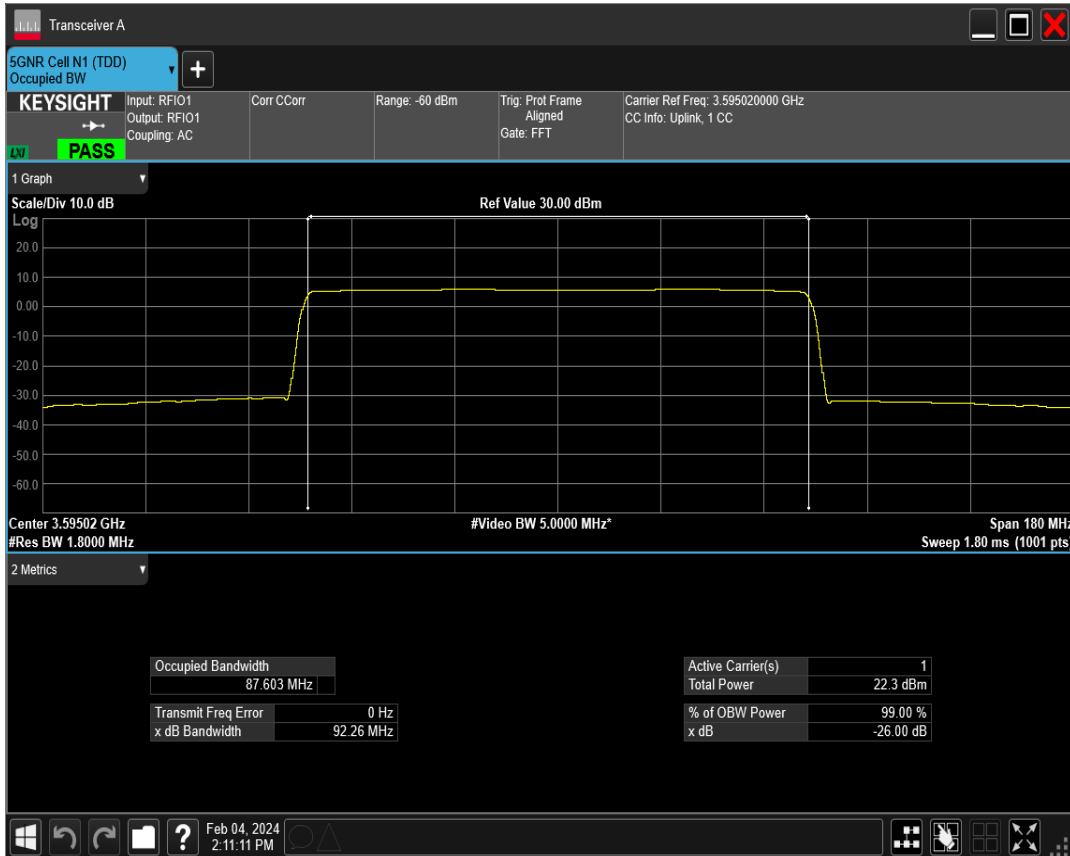 Transceiver A
5GNR Cell N1 (TDD)
Occupied BW
+
KEYSIGHT
LXI
PASS
Input: RFIO1
Output: RFIO1
Coupling: AC
Corr CCorr
Range: -60 dBm
Trig: Prot Frame
Aligned
Gate: FFT
Carrier Ref Freq: 3.595020000 GHz
CC Info: Uplink, 1 CC
1 Graph
Scale/Div 10.0 dB
Ref Value 30.00 dBm
Log
20.0
10.0
0.00
-10.0
-20.0
-30.0
-40.0
-50.0
-60.0
Center 3.59502 GHz
#Video BW 5.0000 MHz*
Span 180 MHz
#Res BW 1.8000 MHz
Sweep 1.80 ms (1001 pts)
2 Metrics
Occupied Bandwidth
87.603 MHz
Transmit Freq Error 0 Hz
x dB Bandwidth 92.26 MHz
Active Carrier(s) 1
Total Power 22.3 dBm
% of OBW Power 99.00 %
x dB -26.00 dB
?
Feb 04, 2024
2:11:11 PM